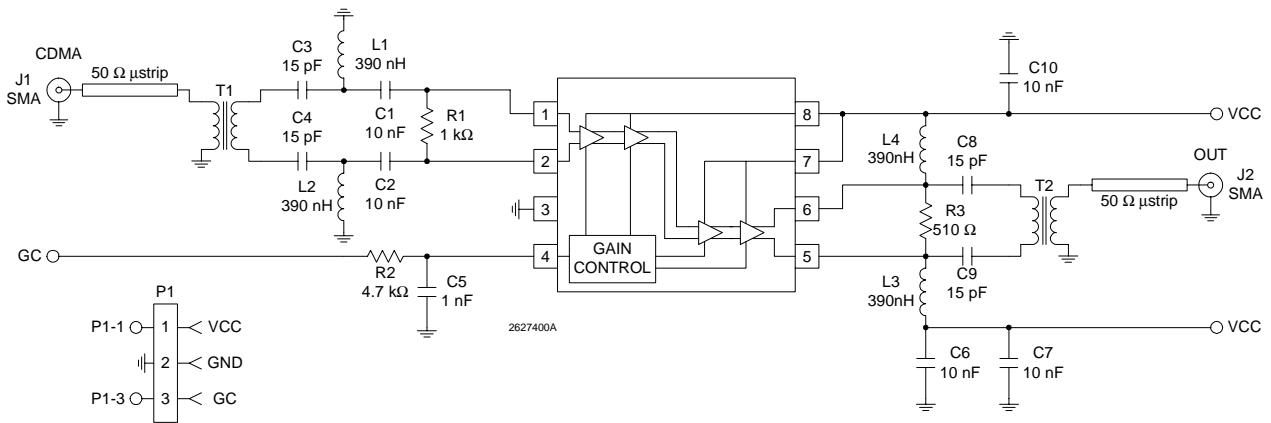 CDMA
J1
SMA
50 Ω µstrip
T1
C3
15 pF
C4
15 pF
L1
390 nH
L2
390 nH
C1
10 nF
C2
10 nF
R1
1 kΩ
1
2
3
4
8
7
6
5
GAIN
CONTROL
GC
R2
4.7 kΩ
C5
1 nF
2627400A
C10
10 nF
VCC
L4
390nH
C8
15 pF
R3
510 Ω
C9
15 pF
L3
390nH
T2
OUT
J2
SMA
50 Ω µstrip
VCC
C6
10 nF
C7
10 nF
P1
P1-1
1
VCC
2
GND
P1-3
3
GC